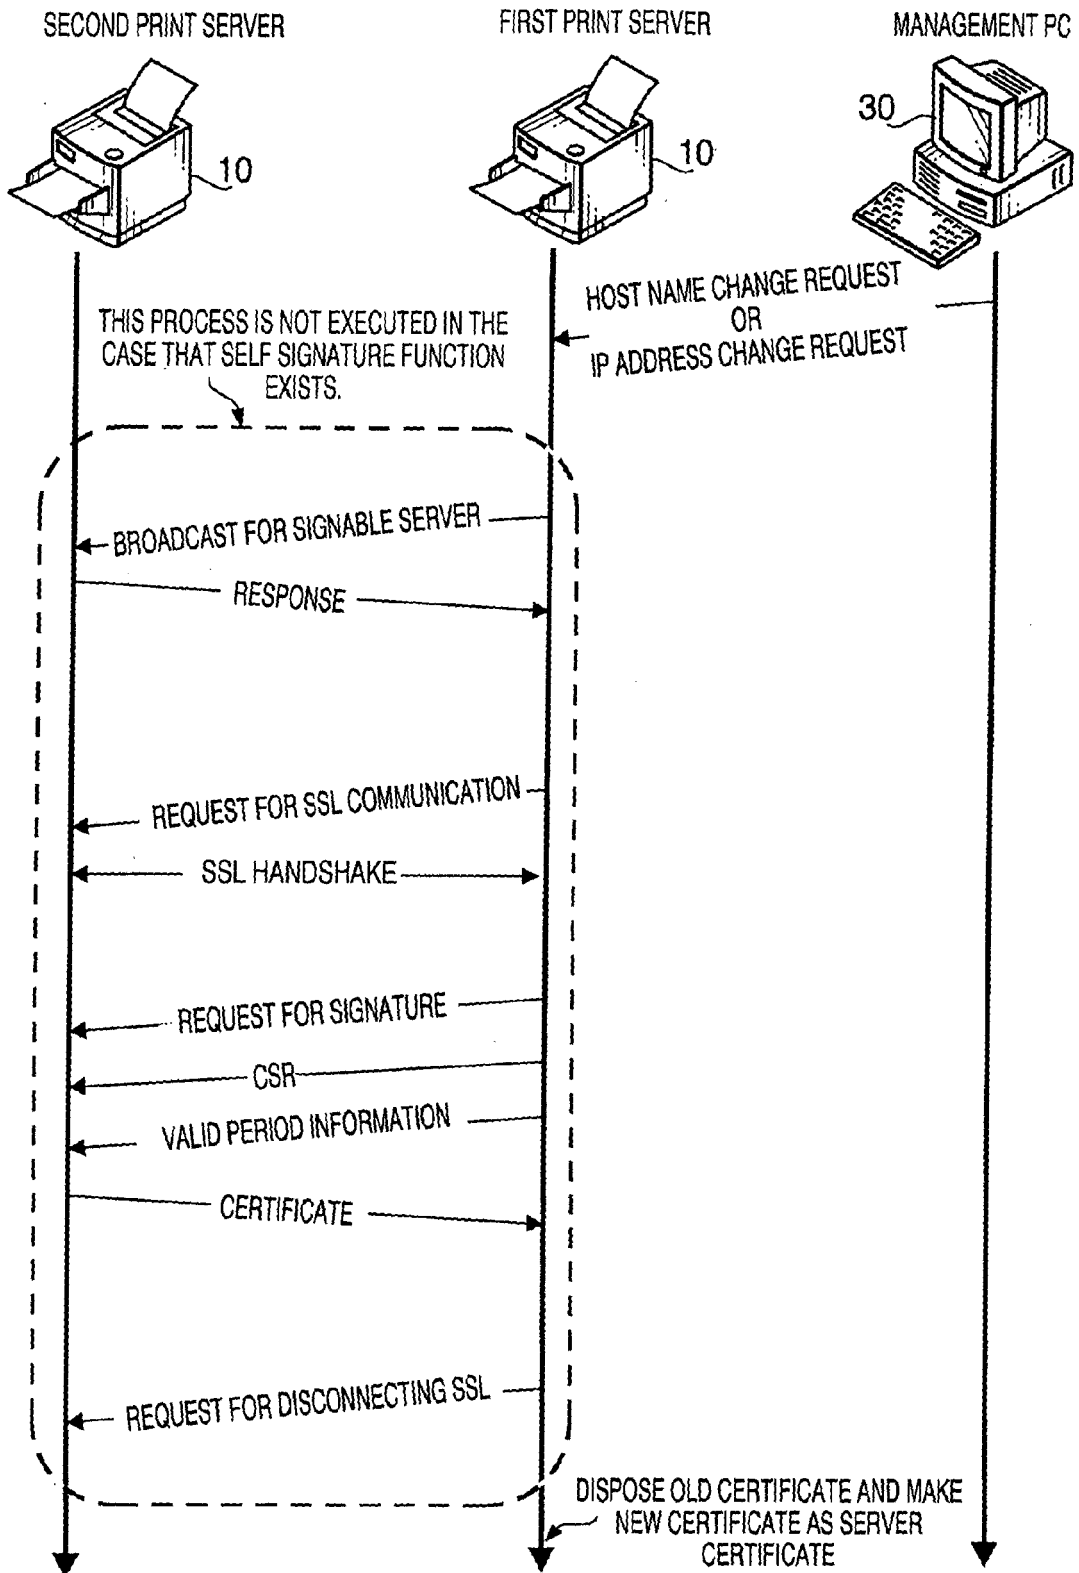 SECOND PRINT SERVER
FIRST PRINT SERVER
MANAGEMENT PC
10
10
30
HOST NAME CHANGE REQUEST
OR
IP ADDRESS CHANGE REQUEST
THIS PROCESS IS NOT EXECUTED IN THE
CASE THAT SELF SIGNATURE FUNCTION
EXISTS.
BROADCAST FOR SIGNABLE SERVER
RESPONSE
REQUEST FOR SSL COMMUNICATION
SSL HANDSHAKE
REQUEST FOR SIGNATURE
CSR
VALID PERIOD INFORMATION
CERTIFICATE
REQUEST FOR DISCONNECTING SSL
DISPOSE OLD CERTIFICATE AND MAKE
NEW CERTIFICATE AS SERVER
CERTIFICATE